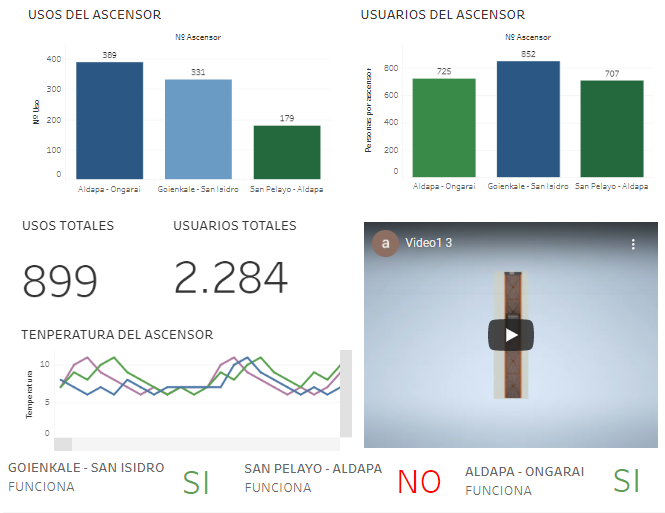 USOS DEL ASCENSOR
Nº Ascensor
389
331
179
400
300
200
100
0
Nº Uso
Aldapa - Ongarai
Goienkale - San Isidro
San Pelayo - Aldapa
USUARIOS DEL ASCENSOR
Nº Ascensor
725
852
707
800
600
400
200
0
Personas por ascensor
Aldapa - Ongarai
Goienkale - San Isidro
San Pelayo - Aldapa
USOS TOTALES
899
USUARIOS TOTALES
2.284
a
Video1 3
TENPERATURA DEL ASCENSOR
10
5
0
Temperatura
GOIENKALE - SAN ISIDRO
FUNCIONA
SI
SAN PELAYO - ALDAPA
FUNCIONA
NO
ALDAPA - ONGARAI
FUNCIONA
SI